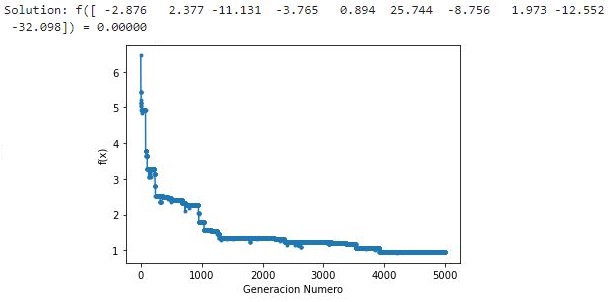 Solution: f([ -2.876 2.377 -11.131 -3.765 0.894 25.744 -8.756 1.973 -12.552
-32.098]) = 0.00000
6
5
4
3
2
1
f(x)
0 1000 2000 3000 4000 5000
Generacion Numero